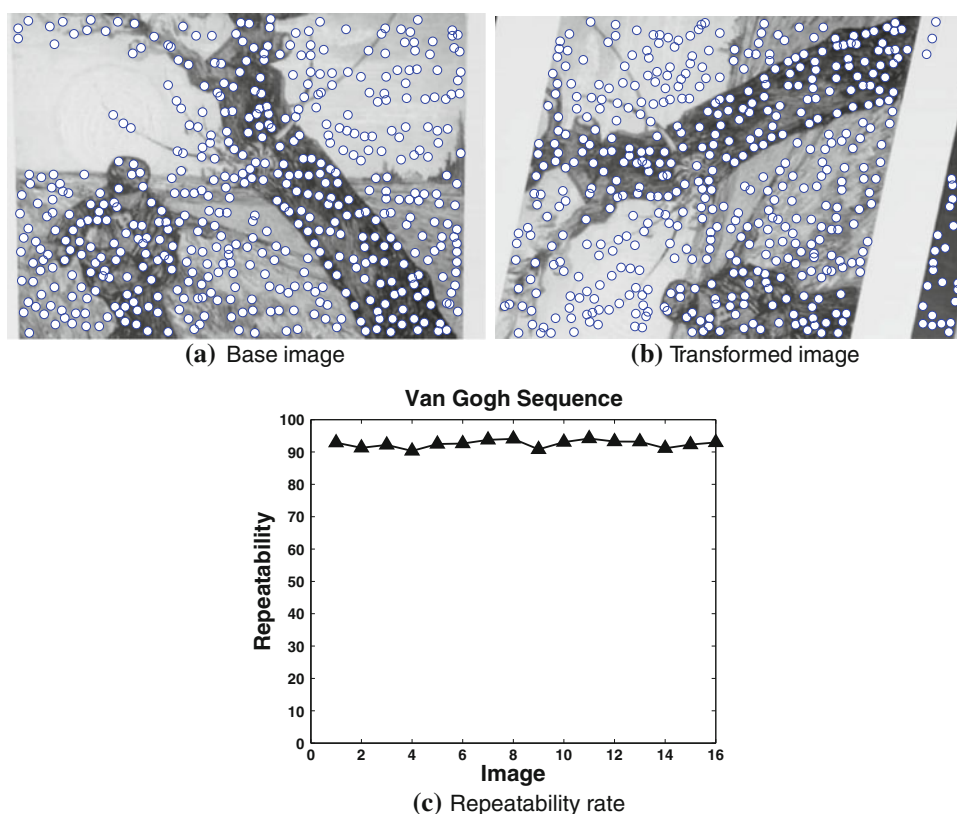 (a) Base image
(b) Transformed image
Van Gogh Sequence
100
90
80
70
60
50
40
30
20
10
0
Repeatability
0 2 4 6 8 10 12 14 16
Image
(c) Repeatability rate